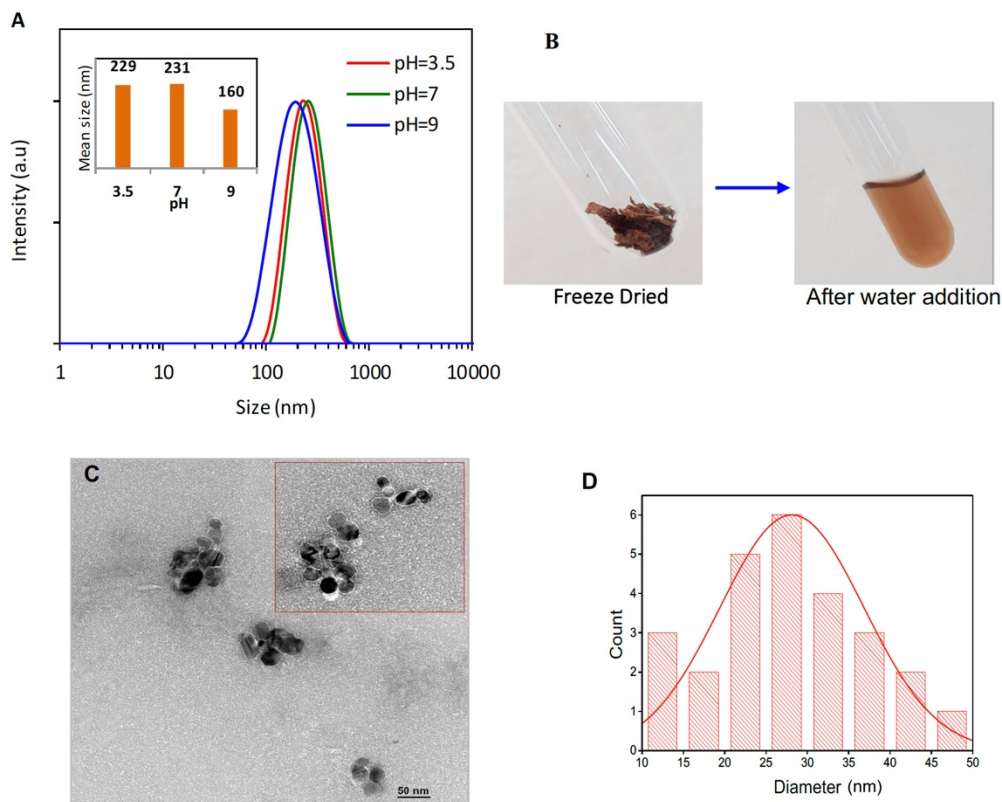 A
Intensity (a.u)
Mean size (nm)
229
231
160
3.5
7
9
pH
pH=3.5
pH=7
pH=9
1
10
100
1000
10000
Size (nm)
B
Freeze Dried
After water addition
C
50 nm
D
Count
6
5
4
3
2
1
0
10
15
20
25
30
35
40
45
50
Diameter (nm)